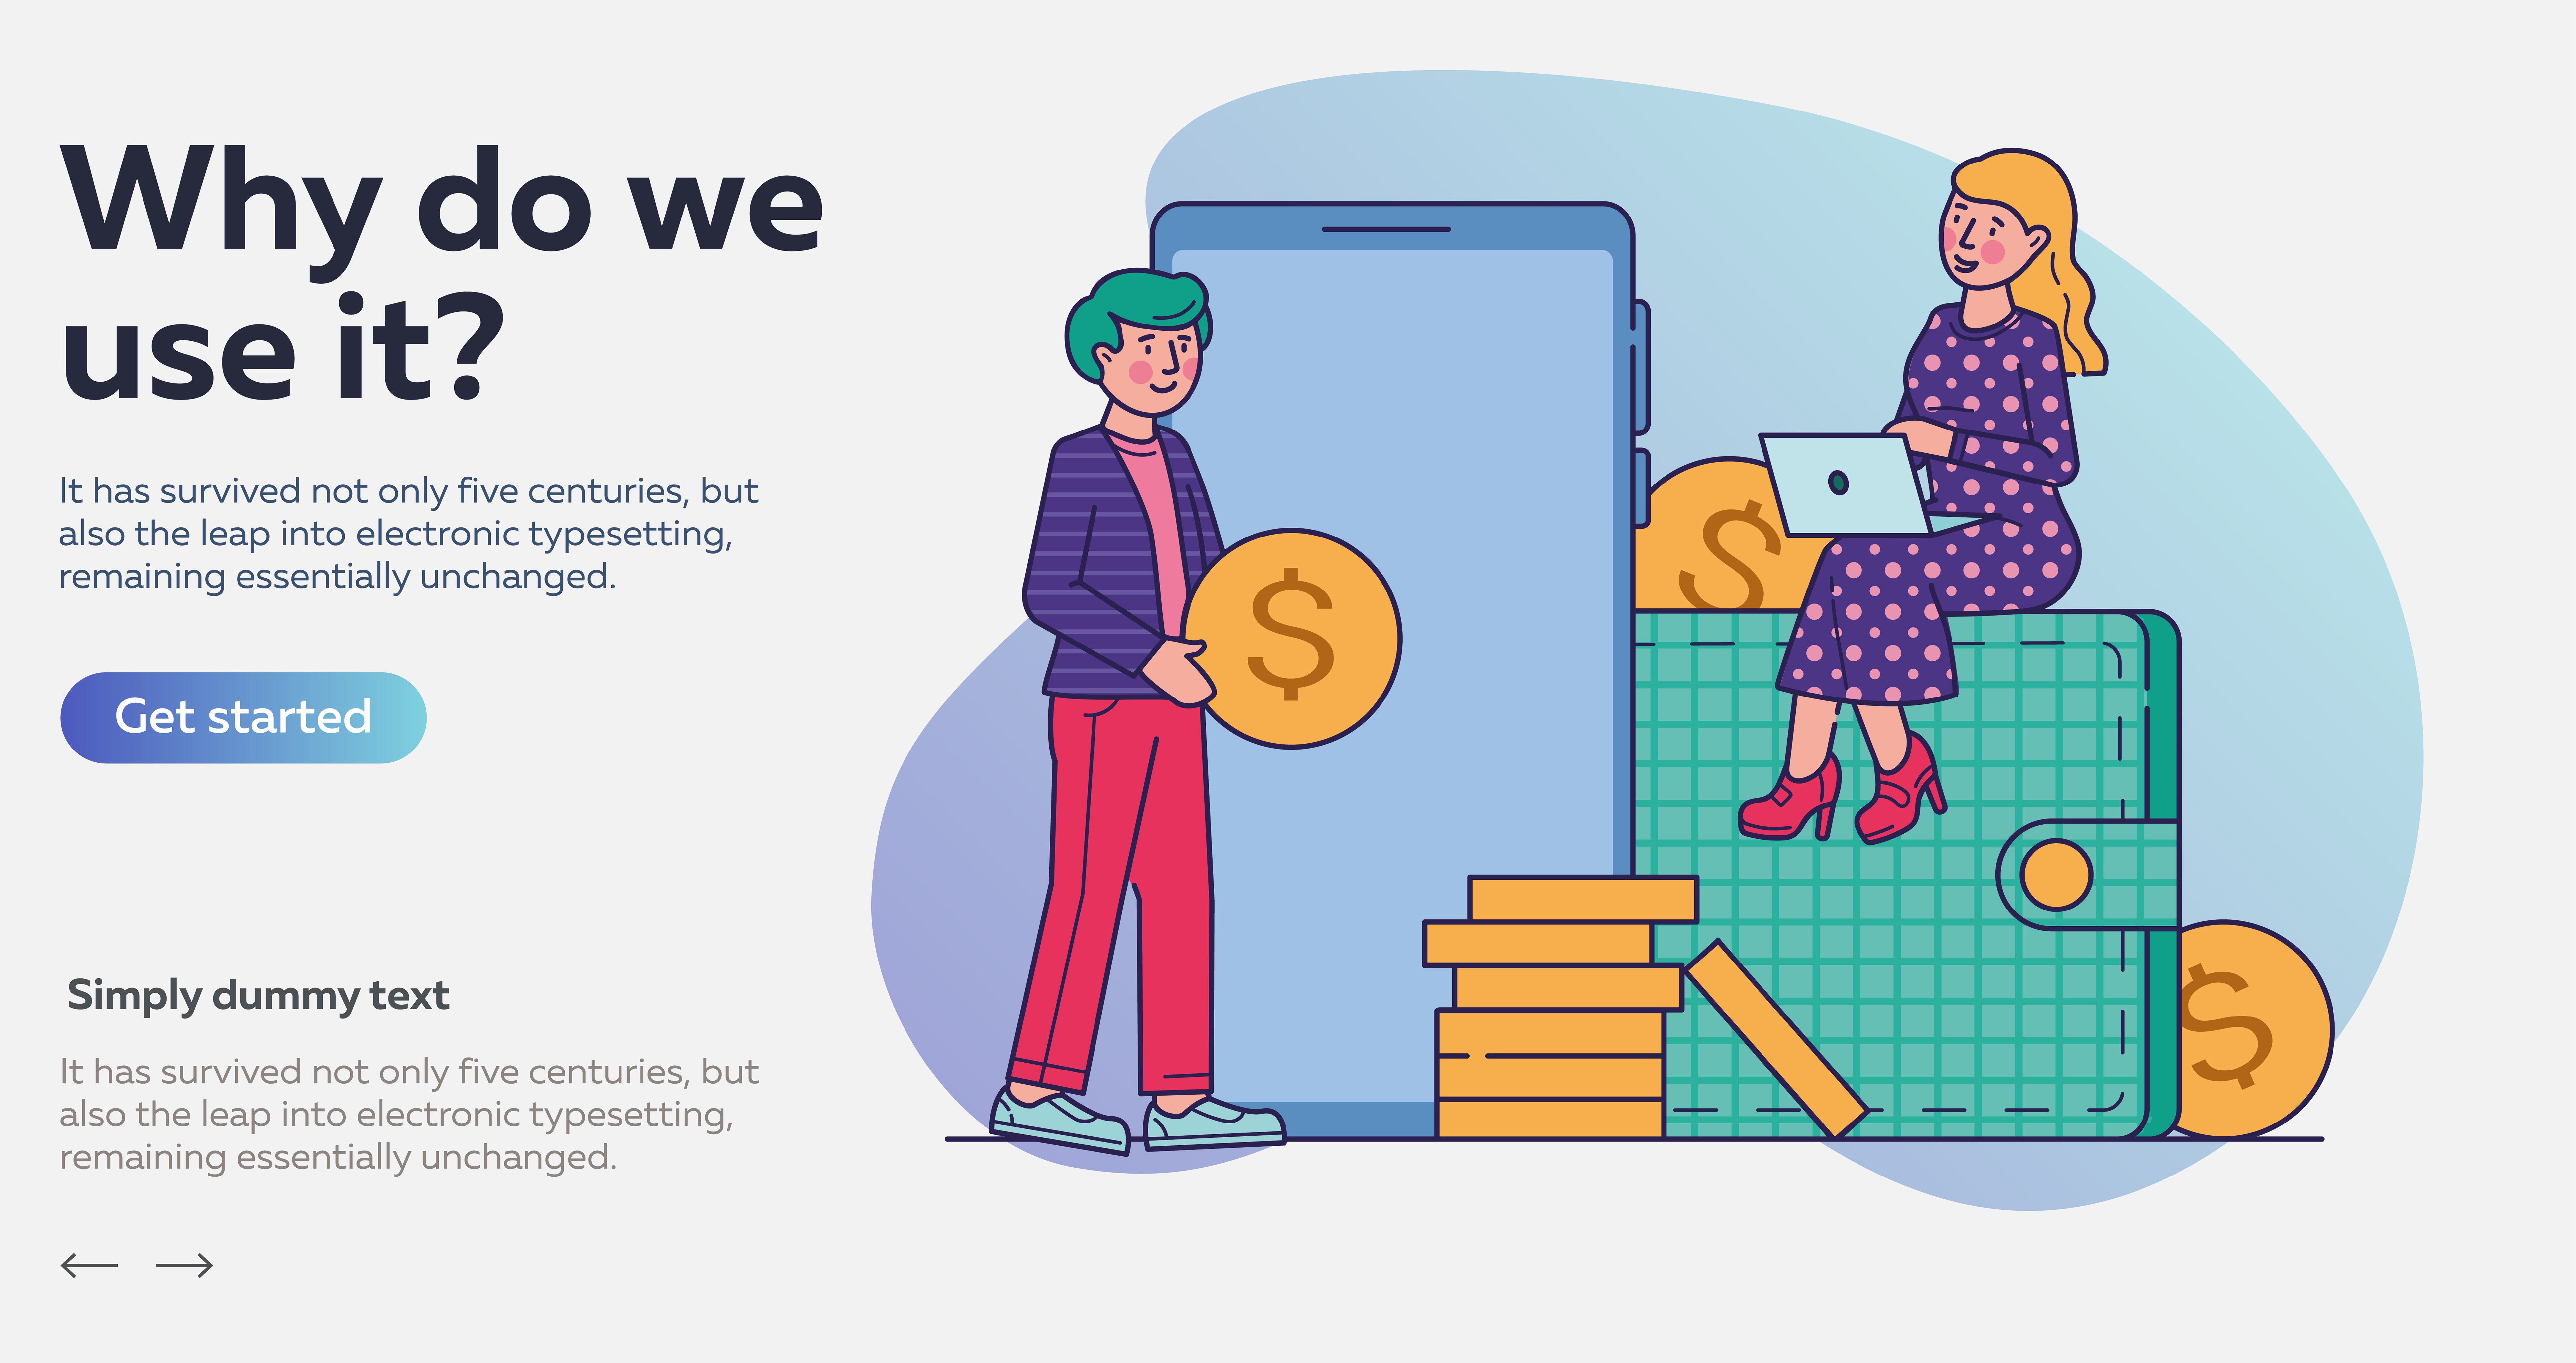 Why do we
use it?
It has survived not only five centuries, but
also the leap into electronic typesetting,
remaining essentially unchanged.
Get started
Simply dummy text
It has survived not only five centuries, but
also the leap into electronic typesetting,
remaining essentially unchanged.
$
$
$